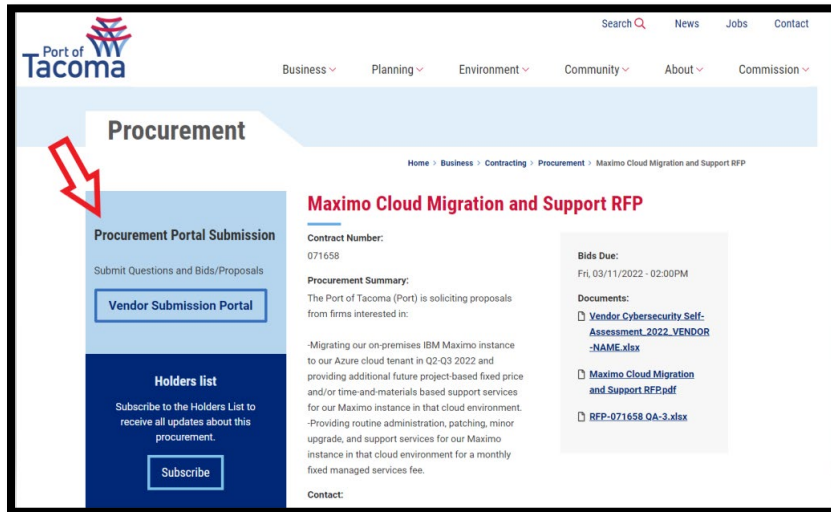 Search
News
Jobs
Contact
Port of
Tacoma
Business
Planning
Environment
Community
About
Commission
Procurement
Home > Business > Contracting > Procurement > Maximo Cloud Migration and Support RFP
Procurement Portal Submission
Submit Questions and Bids/Proposals
Vendor Submission Portal
Holders list
Subscribe to the Holders List to
receive all updates about this
procurement.
Subscribe
Maximo Cloud Migration and Support RFP
Contract Number:
071658
Procurement Summary:
The Port of Tacoma (Port) is soliciting proposals
from firms interested in:
-Migrating our on-premises IBM Maximo instance
to our Azure cloud tenant in Q2-Q3 2022 and
providing additional future project-based fixed price
and/or time-and-materials based support services
for our Maximo instance in that cloud environment.
-Providing routine administration, patching, minor
upgrade, and support services for our Maximo
instance in that cloud environment for a monthly
fixed managed services fee.
Contact:
Bids Due:
Fri, 03/11/2022 - 02:00PM
Documents:
Vendor Cybersecurity Self-
Assessment_2022_VENDOR
-NAME.xlsx
Maximo Cloud Migration
and Support RFP.pdf
RFP-071658 QA-3.xlsx